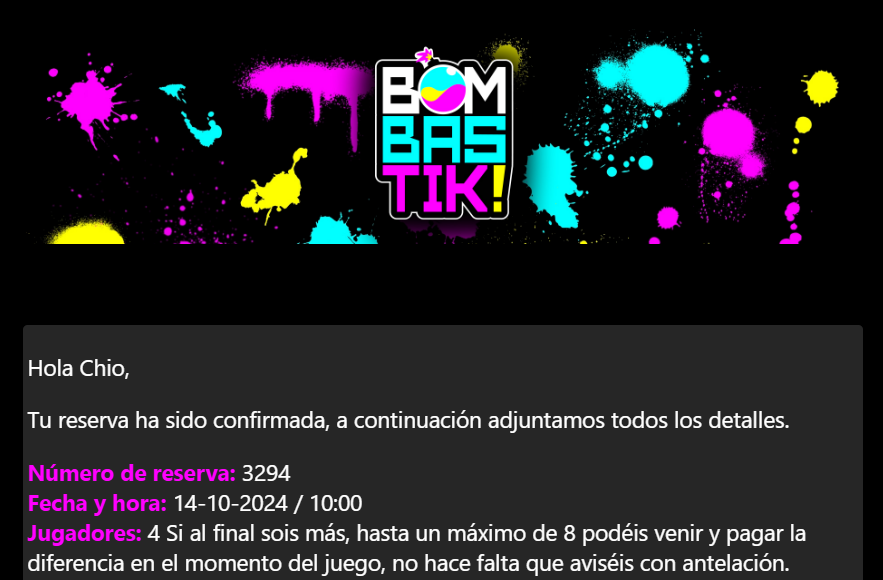 BOM
BAS
TIK!
Hola Chio,
Tu reserva ha sido confirmada, a continuación adjuntamos todos los detalles.
Número de reserva: 3294
Fecha y hora: 14-10-2024 / 10:00
Jugadores: 4 Si al final sois más, hasta un máximo de 8 podéis venir y pagar la
diferencia en el momento del juego, no hace falta que aviséis con antelación.